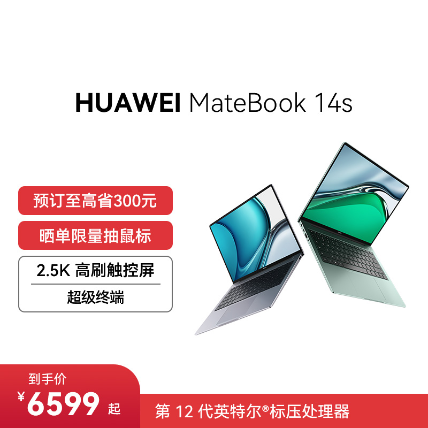 HUAWEI MateBook 14s
预订至高省300元
晒单限量抽鼠标
2.5K 高刷触控屏
超级终端
到手价
¥6599 起
第 12 代英特尔®标压处理器